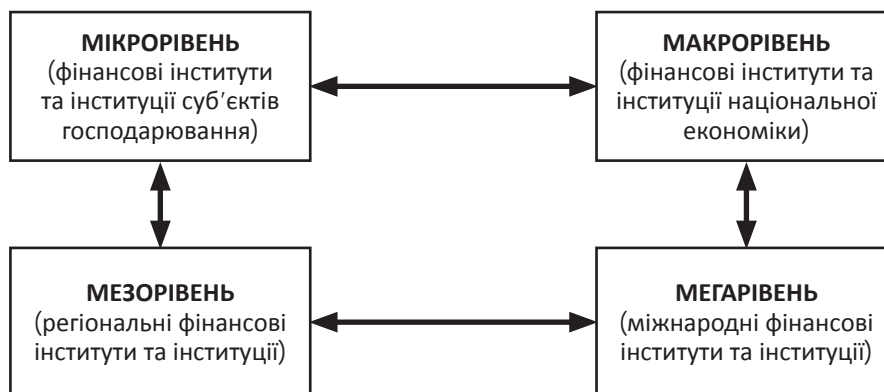 МІКРОРІВЕНЬ
(фінансові інститути
та інституції суб'єктів
господарювання)
МАКРОРІВЕНЬ
(фінансові інститути та
інституції національної
економіки)
МЕЗОРІВЕНЬ
(регіональні фінансові
інститути та інституції)
МЕГАРІВЕНЬ
(міжнародні фінансові
інститути та інституції)